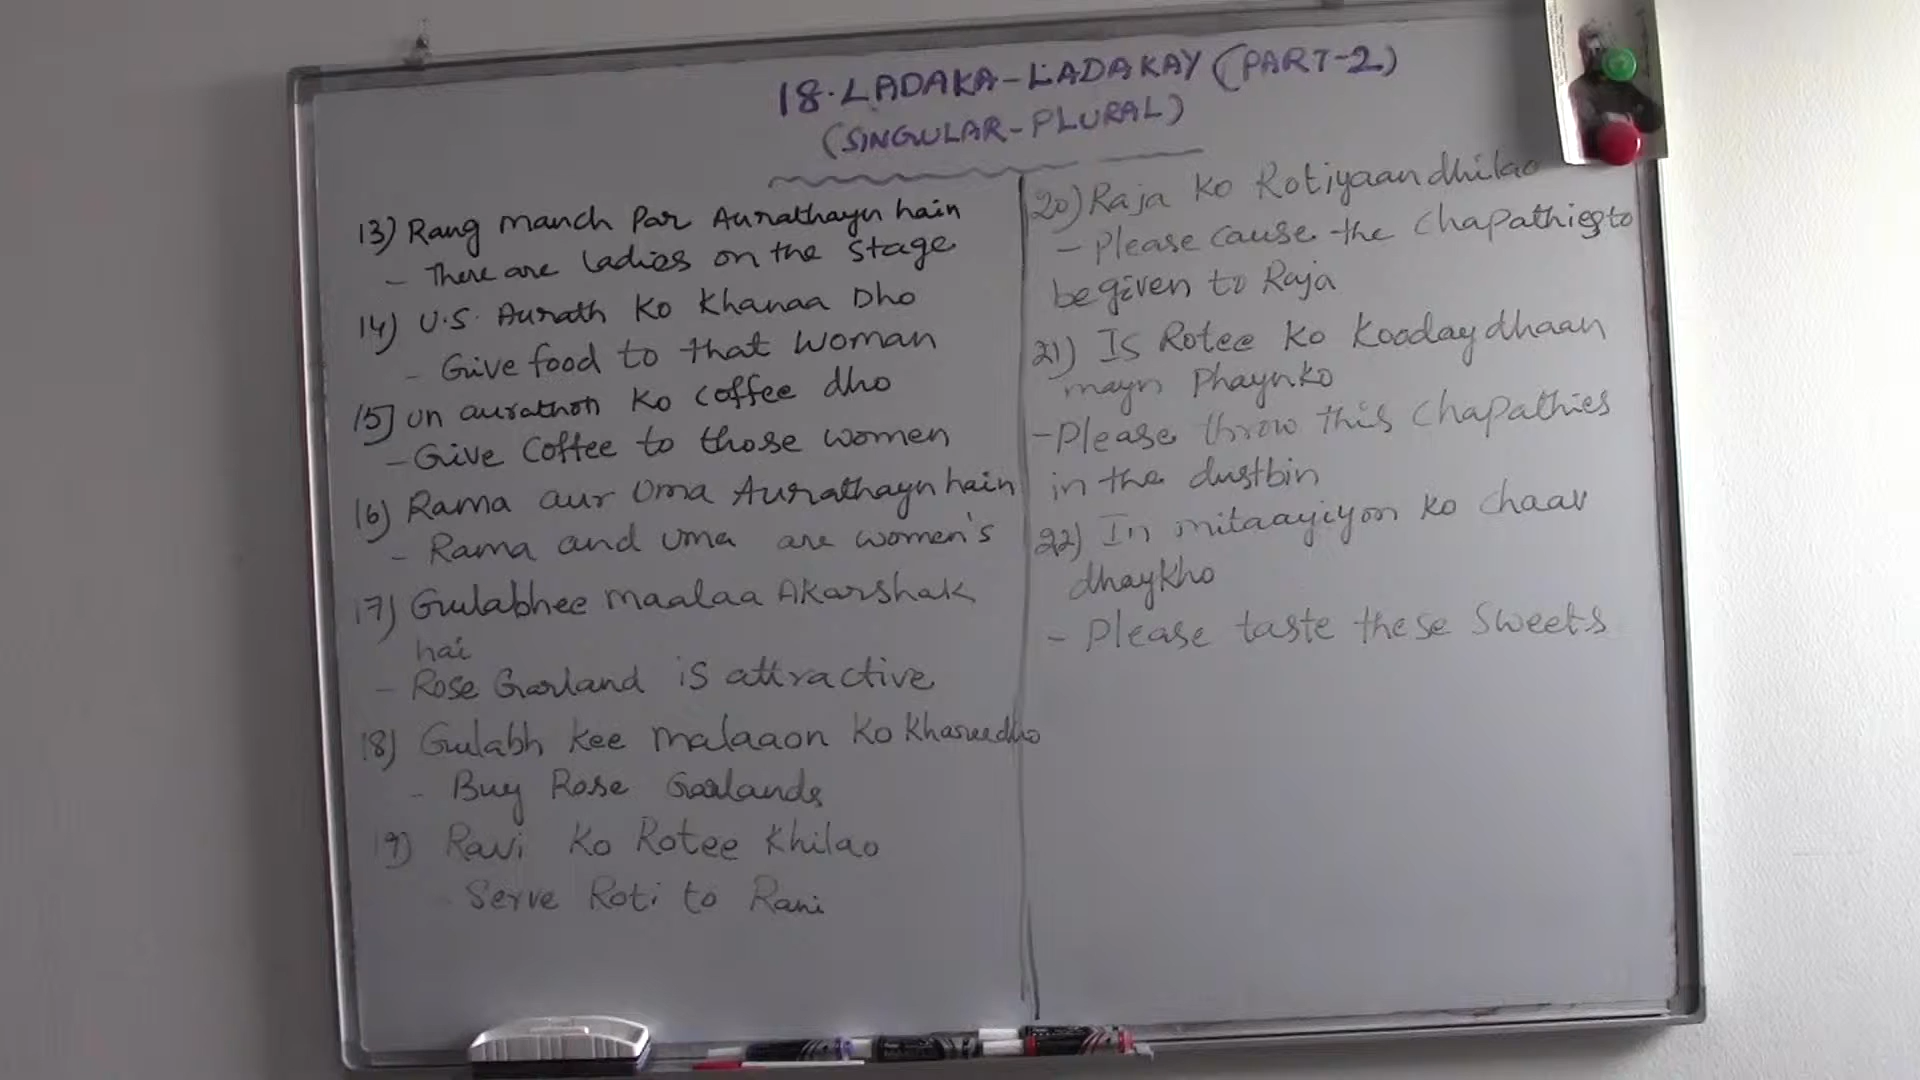 18. LADAKA-LADAKAY (PART-2)
(SINGULAR-PLURAL)
13) Rang manch Par Aurathayn hain
- There are ladies on the stage
14) U.S. Aurath Ko Khanaa Dho
- Give food to that woman
15] un aurathon Ko coffee dho
- Give Coffee to those women
16) Rama aur Uma Aurathayn hain
- Rama and Uma are women's
17) Gulabhee maalaa Akarshak
hai
- Rose Garland is attractive
18) Gulabh Kee malaaon Ko Khareedho
- Buy Rose Garlands
19) Ravi Ko Rotee Khilao
- Serve Roti to Ravi
20) Raja Ko Rotiyaan dhilao
- Please cause the Chapathies to
be given to Raja
21) Is Rotee Ko Kooday dhaan
mayn Phaynko
- Please throw this Chapathies
in the dustbin
22) In mitaayiyon Ko Chaav
dhaykho
- Please taste these Sweets